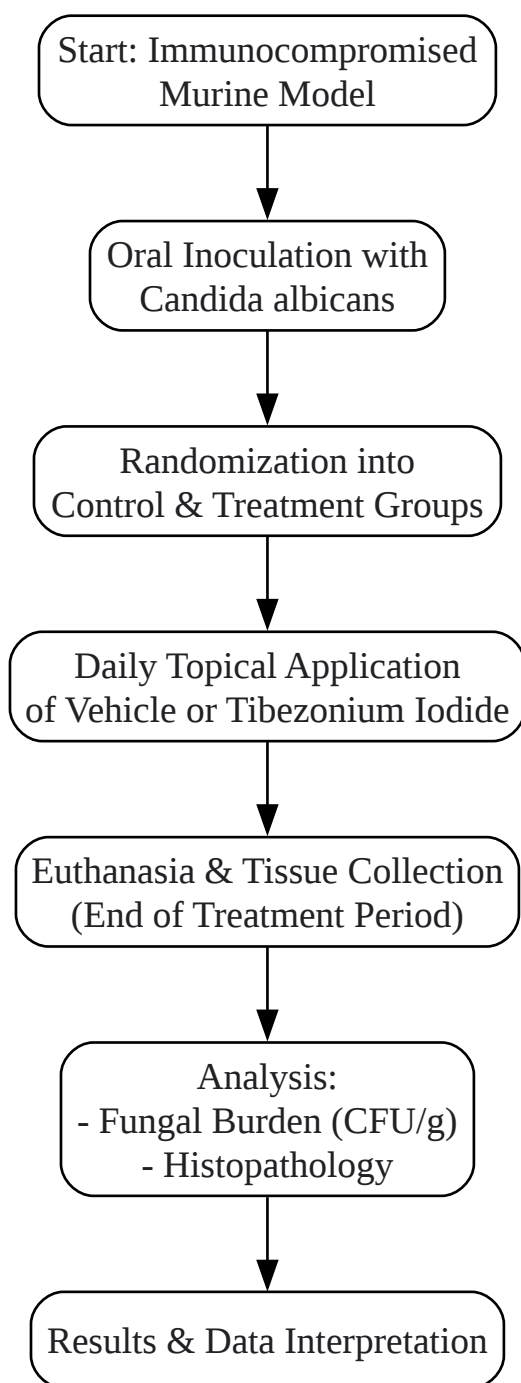 Start: Immunocompromised
Murine Model
Oral Inoculation with
Candida albicans
Randomization into
Control & Treatment Groups
Daily Topical Application
of Vehicle or Tibezonium Iodide
Euthanasia & Tissue Collection
(End of Treatment Period)
Analysis:
- Fungal Burden (CFU/g)
- Histopathology
Results & Data Interpretation